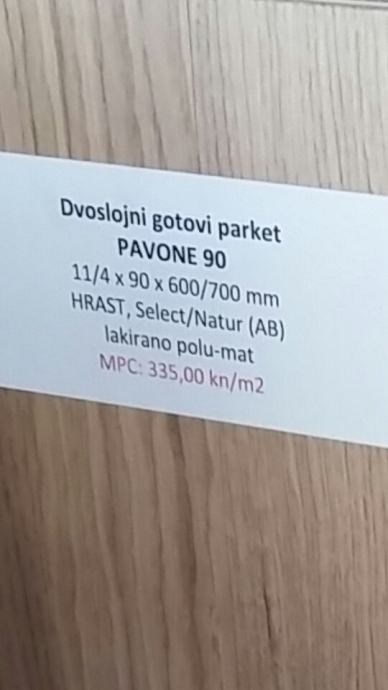 Dvoslojni gotovi parket
PAVONE 90
11/4 x 90 x 600/700 mm
HRAST, Select/Natur (AB)
lakirano polu-mat
MPC: 335,00 kn/m2